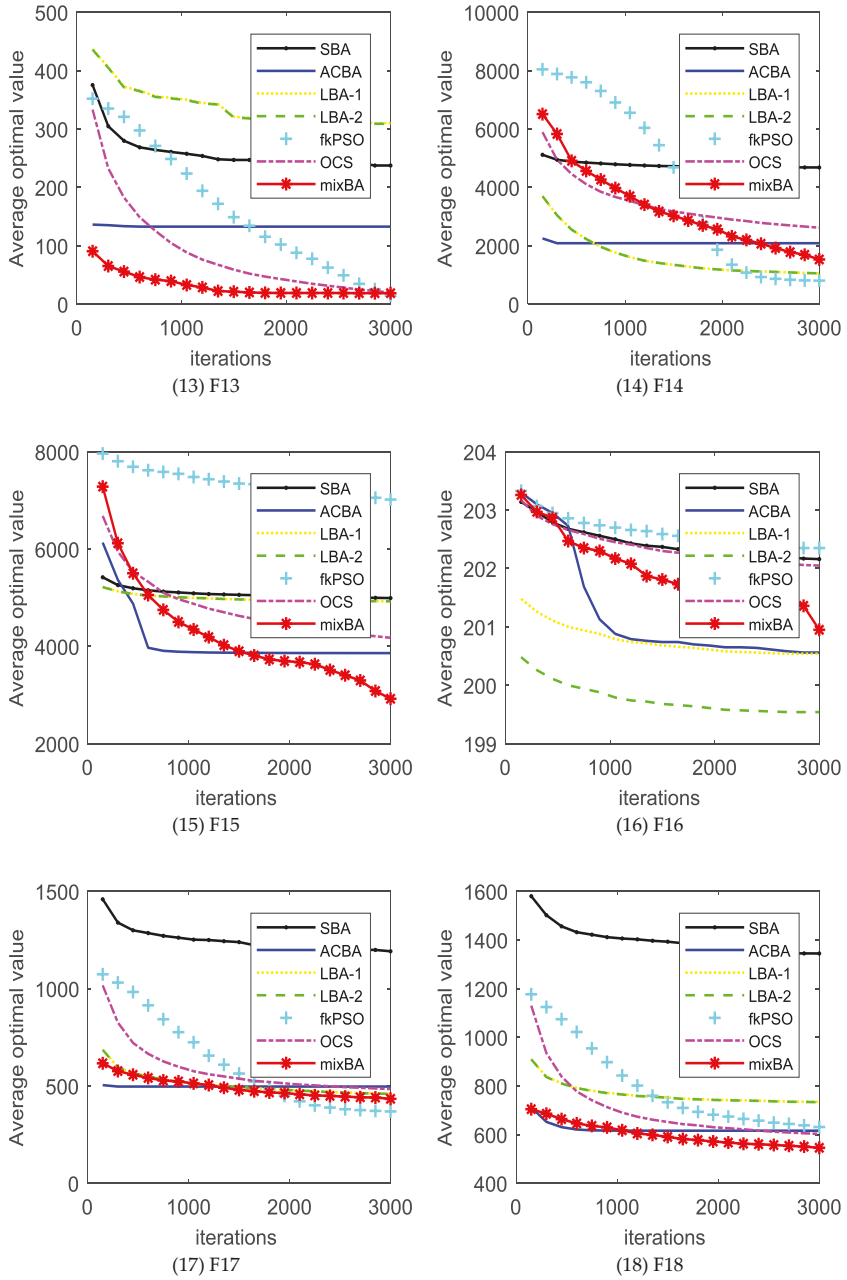 500
400
300
200
100
0
Average optimal value
SBA
ACBA
LBA-1
LBA-2
fkPSO
OCS
mixBA
0
1000
2000
3000
iterations
(13) F13
10000
8000
6000
4000
2000
0
Average optimal value
SBA
ACBA
LBA-1
LBA-2
fkPSO
OCS
mixBA
0
1000
2000
3000
iterations
(14) F14
8000
6000
4000
2000
Average optimal value
SBA
ACBA
LBA-1
LBA-2
fkPSO
OCS
mixBA
0
1000
2000
3000
iterations
(15) F15
204
203
202
201
200
199
Average optimal value
SBA
ACBA
LBA-1
LBA-2
fkPSO
OCS
mixBA
0
1000
2000
3000
iterations
(16) F16
1500
1000
500
0
Average optimal value
SBA
ACBA
LBA-1
LBA-2
fkPSO
OCS
mixBA
0
1000
2000
3000
iterations
(17) F17
1600
1400
1200
1000
800
600
400
Average optimal value
SBA
ACBA
LBA-1
LBA-2
fkPSO
OCS
mixBA
0
1000
2000
3000
iterations
(18) F18